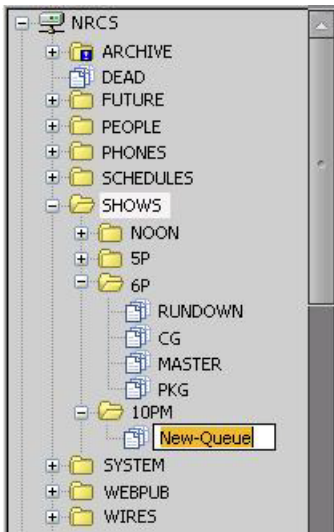 NRCS
ARCHIVE
DEAD
FUTURE
PEOPLE
PHONES
SCHEDULES
SHOWS
NOON
5P
6P
RUNDOWN
CG
MASTER
PKG
10PM
New-Queue
SYSTEM
WEBPUB
WIRES